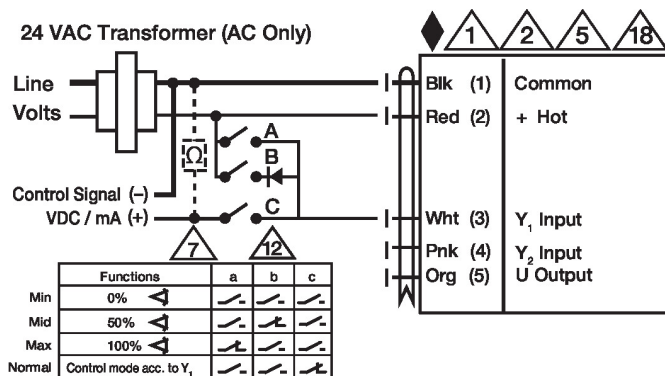 24 VAC Transformer (AC Only)
1 2 5 18
Line
Volts
Blk (1) Common
Red (2) + Hot
A
B
C
Ω
Control Signal (−)
VDC / mA (+)
Wht (3) Y₁ Input
Pnk (4) Y₂ Input
Org (5) U Output
7 12
Functions a b c
Min 0%
Mid 50%
Max 100%
Normal Control mode acc. to Y₁